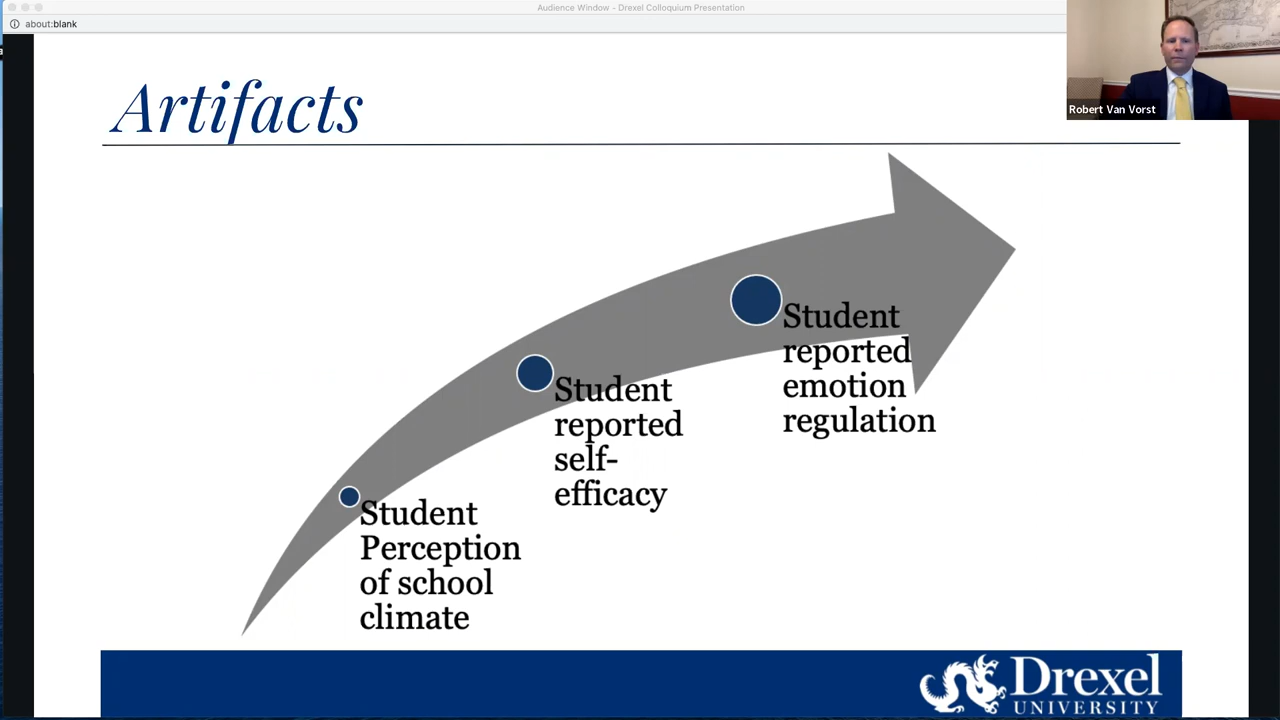 Audience Window - Drexel Colloquium Presentation
about:blank
Robert Van Vorst
Artifacts
Student
reported
emotion
regulation
Student
reported
self-
efficacy
Student
Perception
of school
climate
Drexel
UNIVERSITY